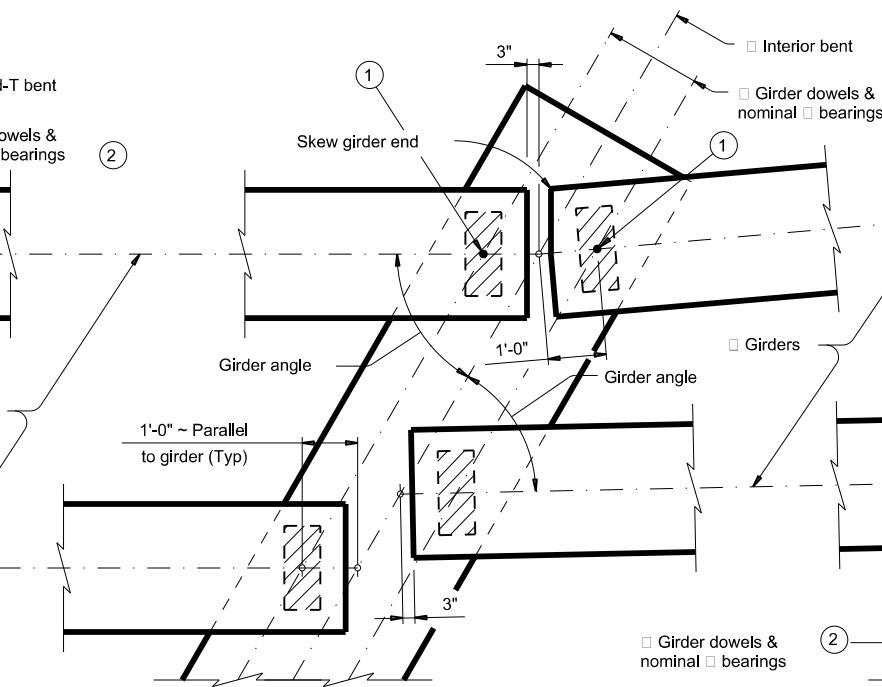 3"
□ Interior bent
d-T bent
1
□ Girder dowels &
nominal □ bearings
owels &
bearings
2
Skew girder end
1
1'-0"
□ Girders
Girder angle
Girder angle
1'-0" ~ Parallel
to girder (Typ)
3"
□ Girder dowels &
nominal □ bearings
2